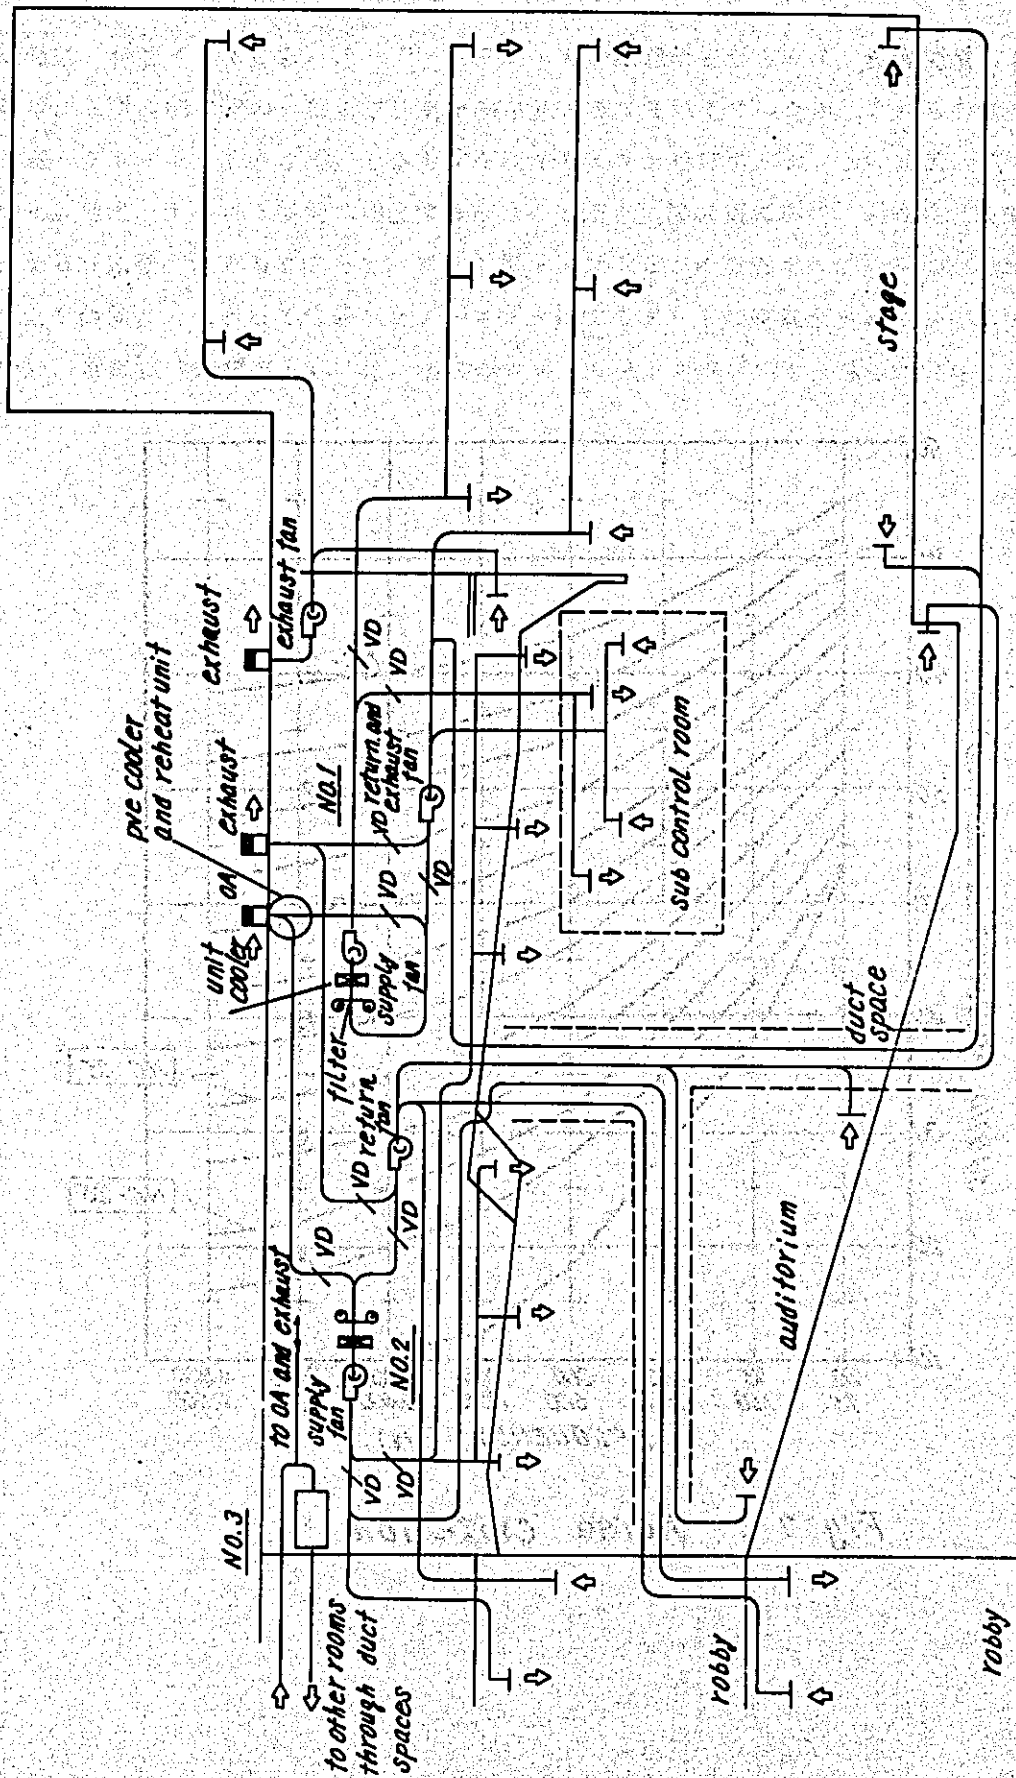 NO.3
to OA and exhaust
supply
fan
NO.2
to other rooms
through duct
spaces
VD
VD
VD
VD
VD
return
fan
filter
unit
cooler
supply
fan
OA
pve cooler
and reheat unit
exhaust
NO.1
VD
VD
VD
return and
exhaust
fan
VD
VD
exhaust
exhaust fan
sub control room
duct
space
stage
auditorium
robby
robby